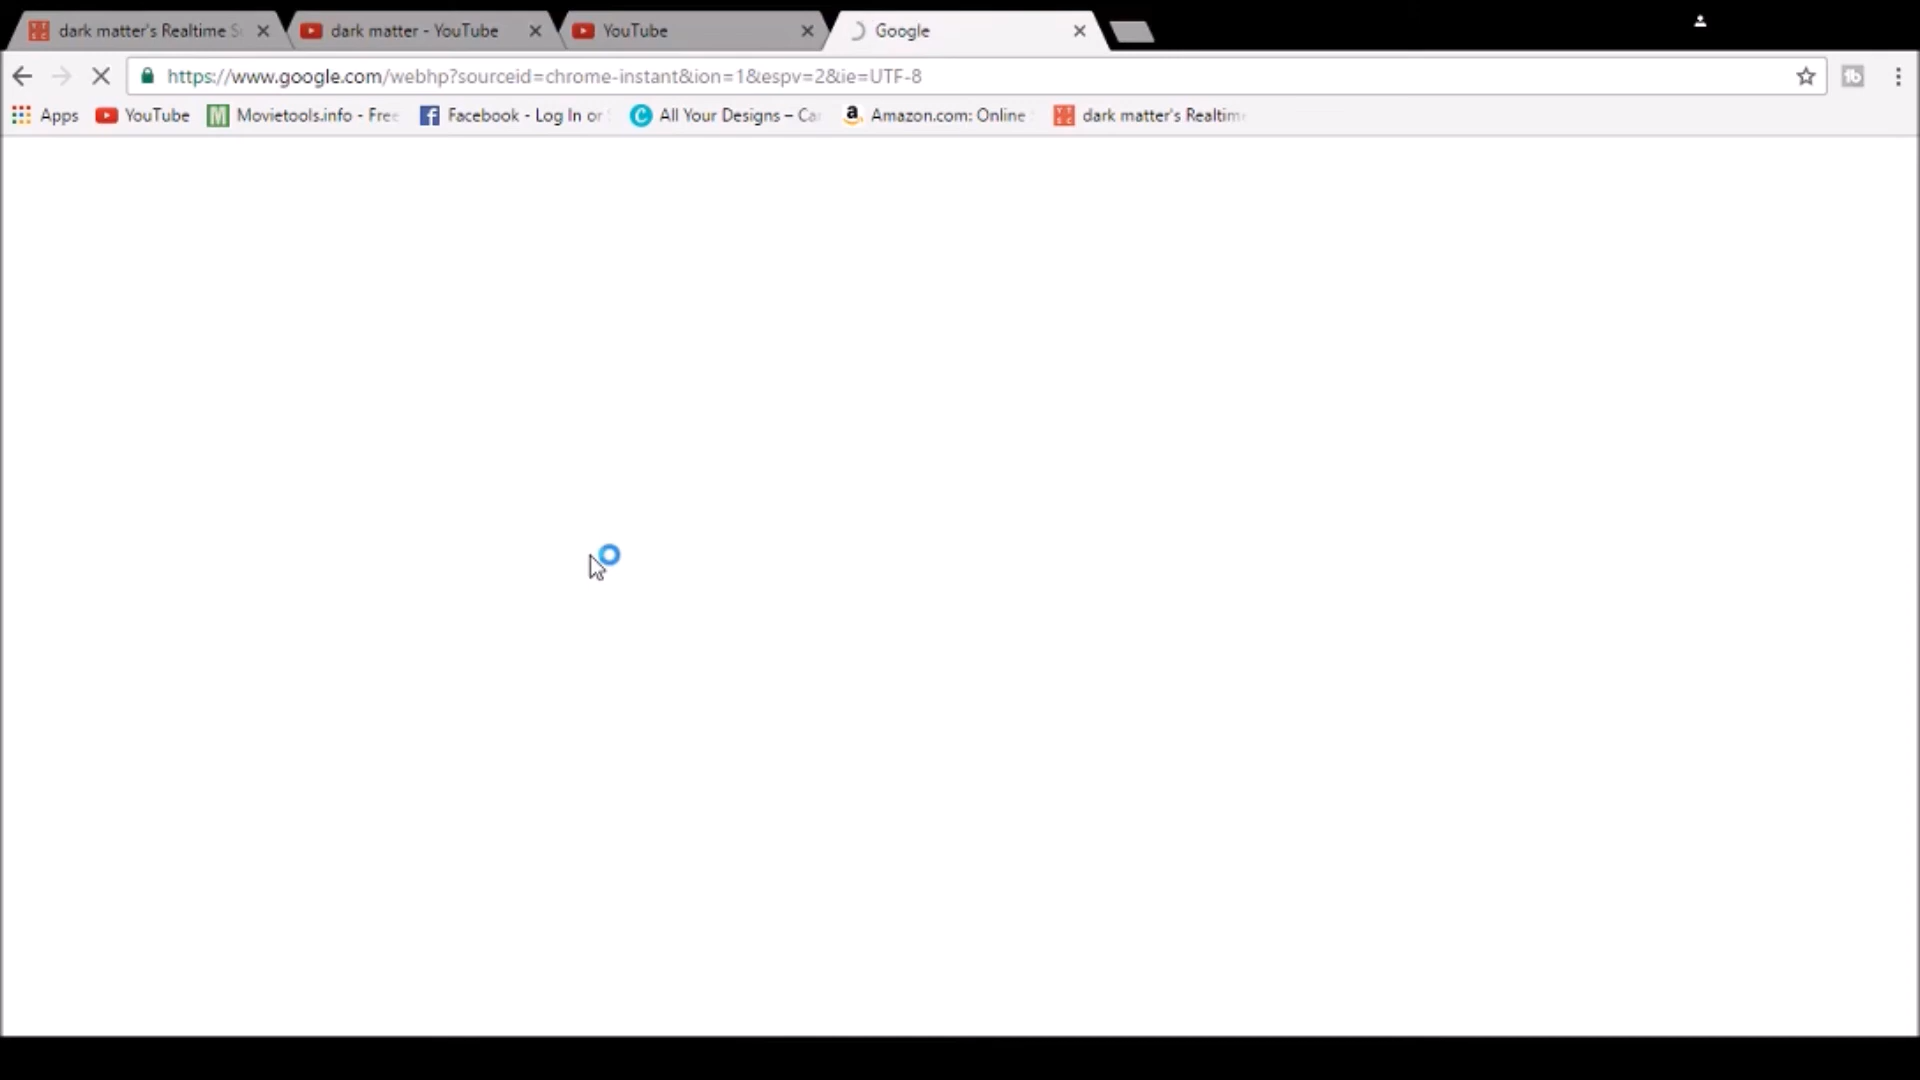 dark matter's Realtime S
dark matter - YouTube
YouTube
Google
https://www.google.com/webhp?sourceid=chrome-instant&ion=1&espv=2&ie=UTF-8
Apps
YouTube
Movietools.info - Free
Facebook - Log In or
All Your Designs – Ca
Amazon.com: Online
dark matter's Realtim